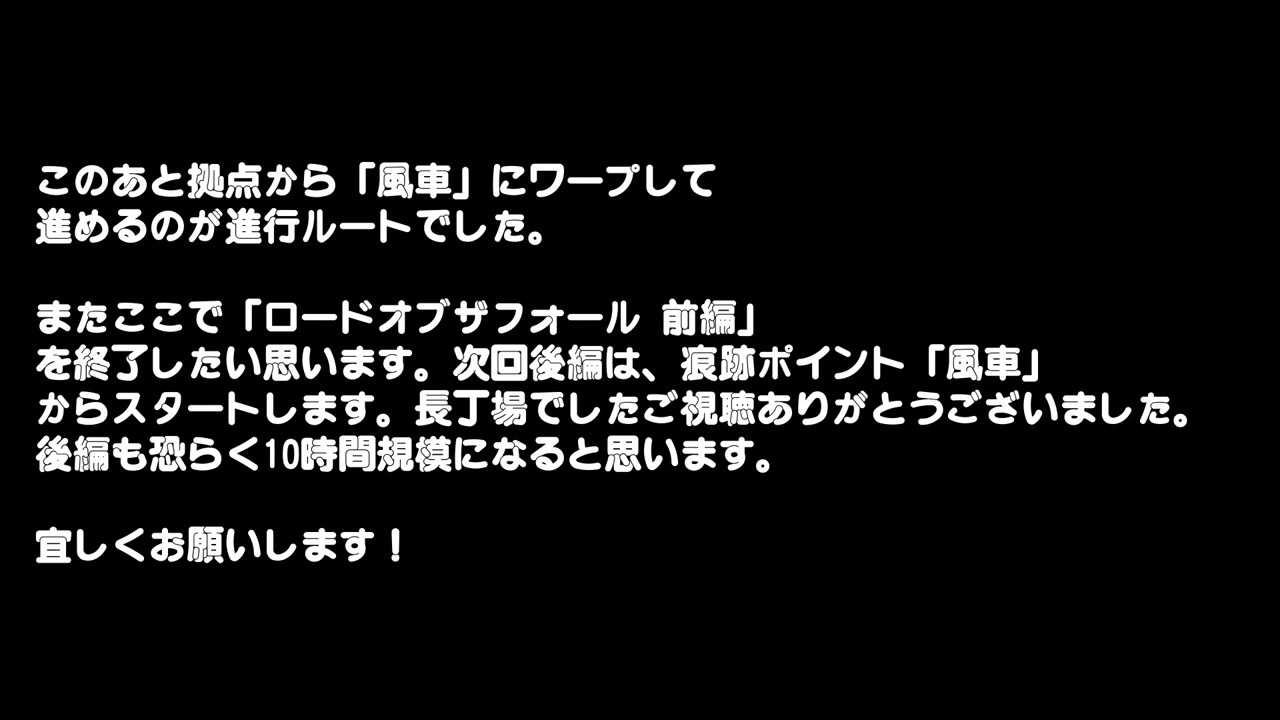 このあと拠点から「風車」にワープして
進めるのが進行ルートでした。
またここで「ロードオブザフォール 前編」
を終了したい思います。次回後編は、痕跡ポイント「風車」
からスタートします。長丁場でしたご視聴ありがとうございました。
後編も恐らく10時間規模になると思います。
宜しくお願いします！